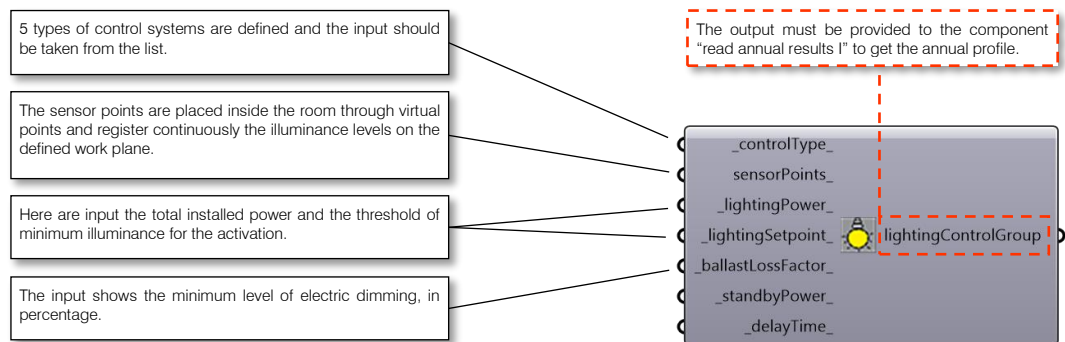 5 types of control systems are defined and the input should
be taken from the list.
The sensor points are placed inside the room through virtual
points and register continuously the illuminance levels on the
defined work plane.
Here are input the total installed power and the threshold of
minimum illuminance for the activation.
The input shows the minimum level of electric dimming, in
percentage.
The output must be provided to the component
“read annual results I” to get the annual profile.
_controlType_
sensorPoints_
_lightingPower_
_lightingSetpoint_
_ballastLossFactor_
_standbyPower_
_delayTime_
lightingControlGroup